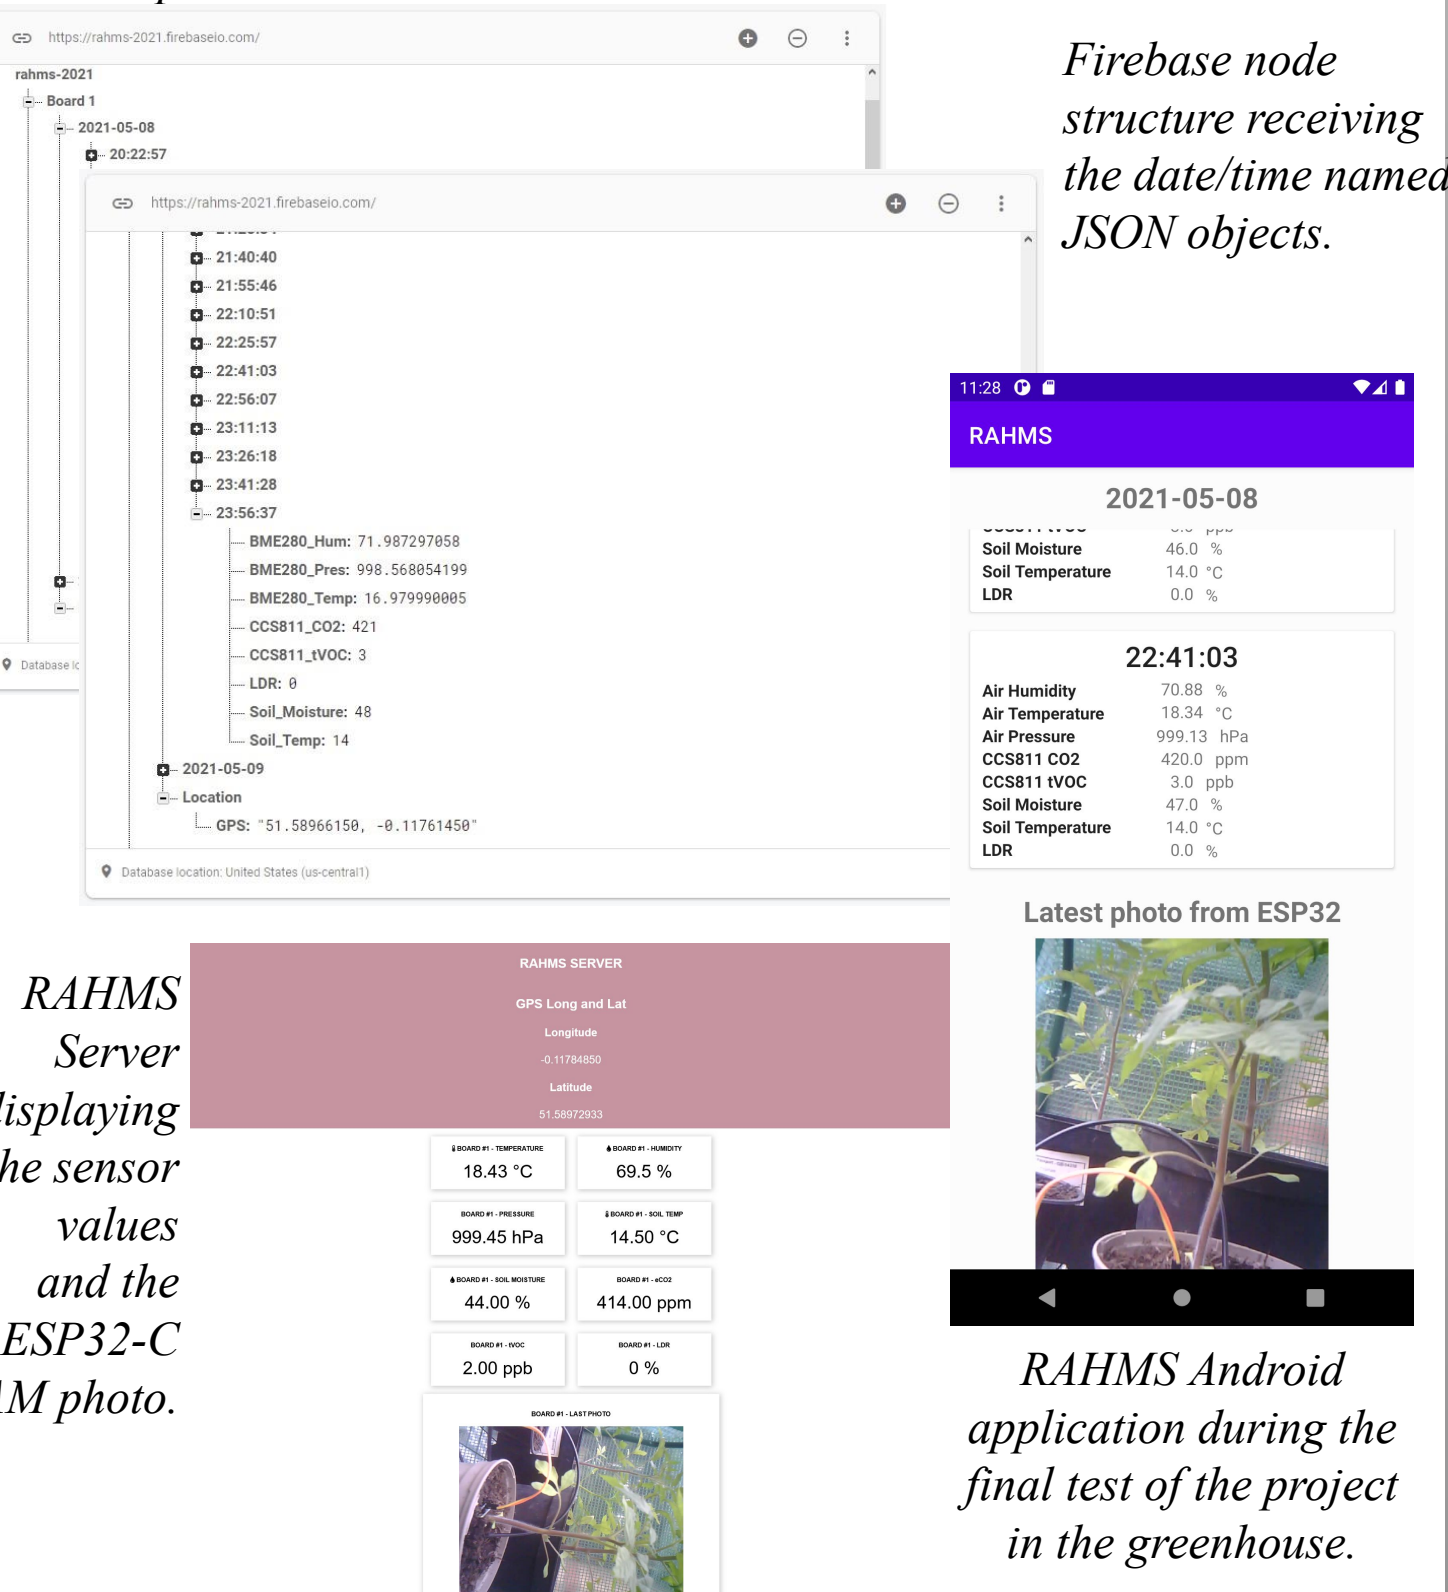 https://rahms-2021.firebaseio.com/
rahms-2021
Board 1
2021-05-08
20:22:57
Database lo
https://rahms-2021.firebaseio.com/
21:40:40
21:55:46
22:10:51
22:25:57
22:41:03
22:56:07
23:11:13
23:26:18
23:41:28
23:56:37
BME280_Hum: 71.987297058
BME280_Pres: 998.568054199
BME280_Temp: 16.979990005
CCS811_CO2: 421
CCS811_tVOC: 3
LDR: 0
Soil_Moisture: 48
Soil_Temp: 14
2021-05-09
Location
GPS: "51.58966150, -0.11761450"
Database location: United States (us-central1)
Firebase node
structure receiving
the date/time named
JSON objects.
11:28
RAHMS
2021-05-08
Soil Moisture 46.0 %
Soil Temperature 14.0 °C
LDR 0.0 %
22:41:03
Air Humidity 70.88 %
Air Temperature 18.34 °C
Air Pressure 999.13 hPa
CCS811 CO2 420.0 ppm
CCS811 tVOC 3.0 ppb
Soil Moisture 47.0 %
Soil Temperature 14.0 °C
LDR 0.0 %
Latest photo from ESP32
RAHMS Android
application during the
final test of the project
in the greenhouse.
RAHMS
Server
displaying
the sensor
values
and the
ESP32-C
AM photo.
RAHMS SERVER
GPS Long and Lat
Longitude
-0.11784850
Latitude
51.58972933
BOARD #1 - TEMPERATURE
18.43 °C
BOARD #1 - HUMIDITY
69.5 %
BOARD #1 - PRESSURE
999.45 hPa
BOARD #1 - SOIL TEMP
14.50 °C
BOARD #1 - SOIL MOISTURE
44.00 %
BOARD #1 - eCO2
414.00 ppm
BOARD #1 - tVOC
2.00 ppb
BOARD #1 - LDR
0 %
BOARD #1 - LAST PHOTO